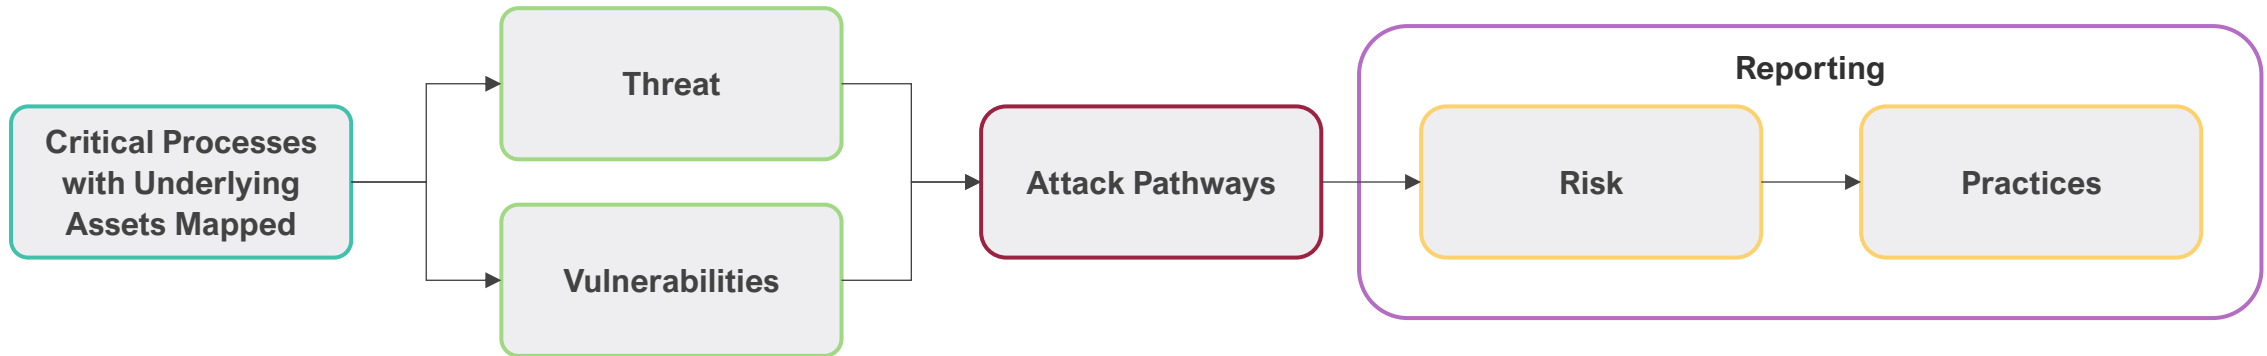 Critical Processes
with Underlying
Assets Mapped
Threat
Vulnerabilities
Attack Pathways
Reporting
Risk
Practices